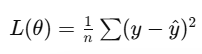 L(θ) = 1/n ∑(y − ŷ)²